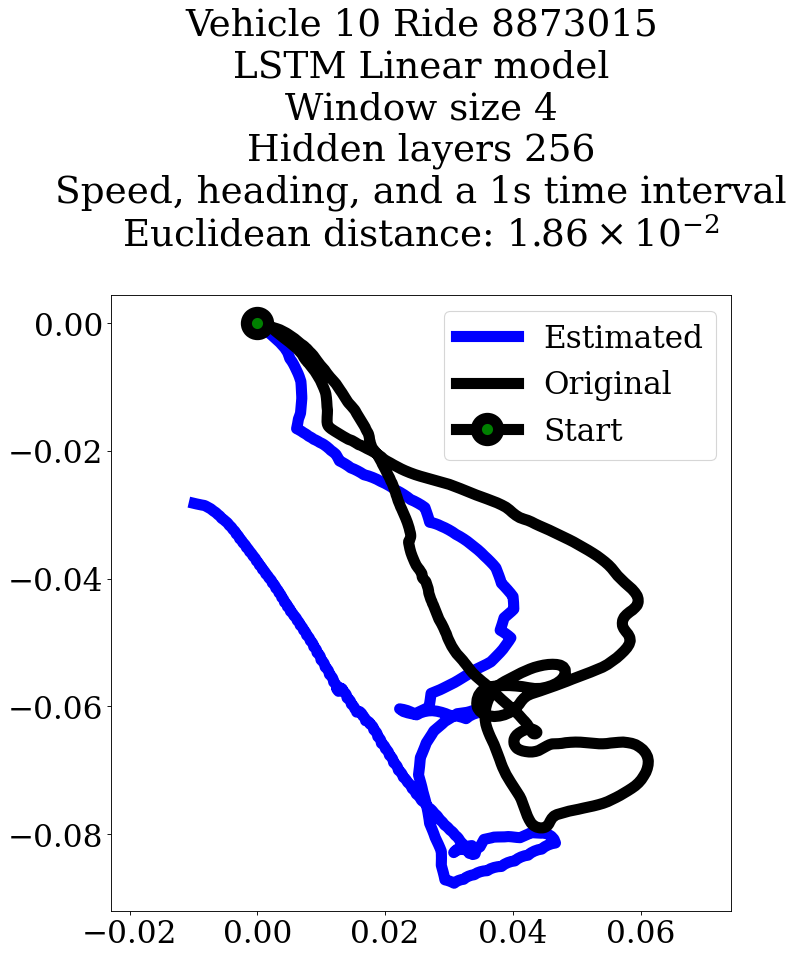 Vehicle 10 Ride 8873015
LSTM Linear model
Window size 4
Hidden layers 256
Speed, heading, and a 1s time interval
Euclidean distance: 1.86 × 10⁻²
Estimated
Original
Start
0.00
−0.02
−0.04
−0.06
−0.08
−0.02 0.00 0.02 0.04 0.06